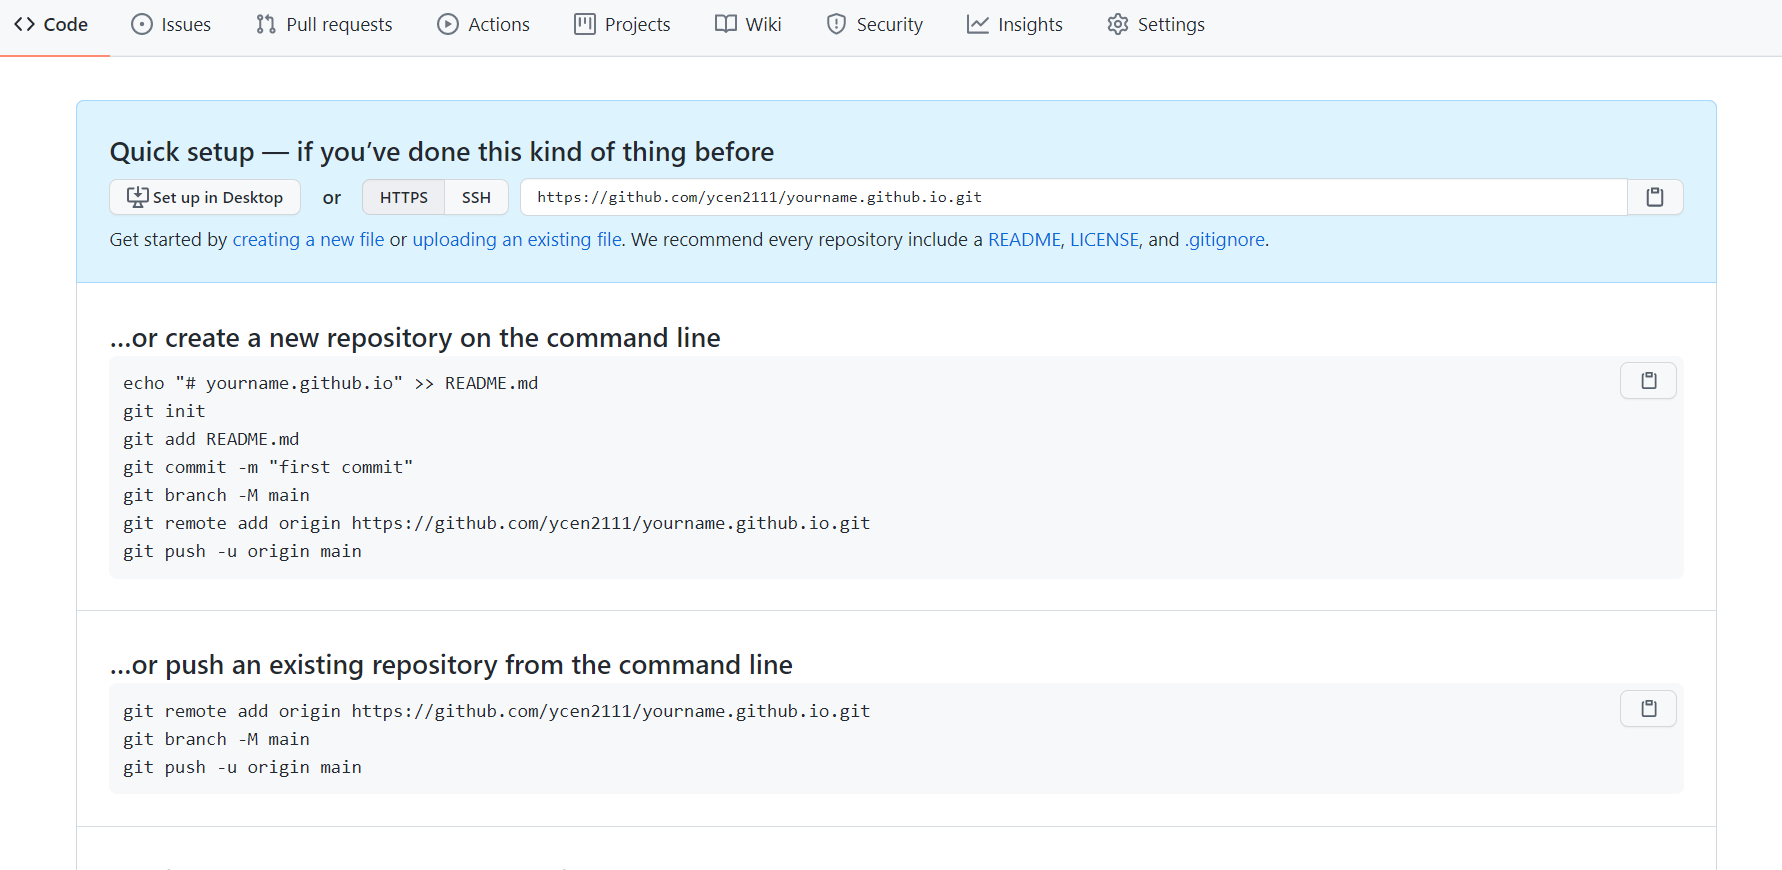 Code Issues Pull requests Actions Projects Wiki Security Insights Settings
Quick setup — if you’ve done this kind of thing before
Set up in Desktop or HTTPS SSH https://github.com/ycen2111/yourname.github.io.git
Get started by creating a new file or uploading an existing file. We recommend every repository include a README, LICENSE, and .gitignore.
…or create a new repository on the command line
echo "# yourname.github.io" >> README.md
git init
git add README.md
git commit -m "first commit"
git branch -M main
git remote add origin https://github.com/ycen2111/yourname.github.io.git
git push -u origin main
…or push an existing repository from the command line
git remote add origin https://github.com/ycen2111/yourname.github.io.git
git branch -M main
git push -u origin main